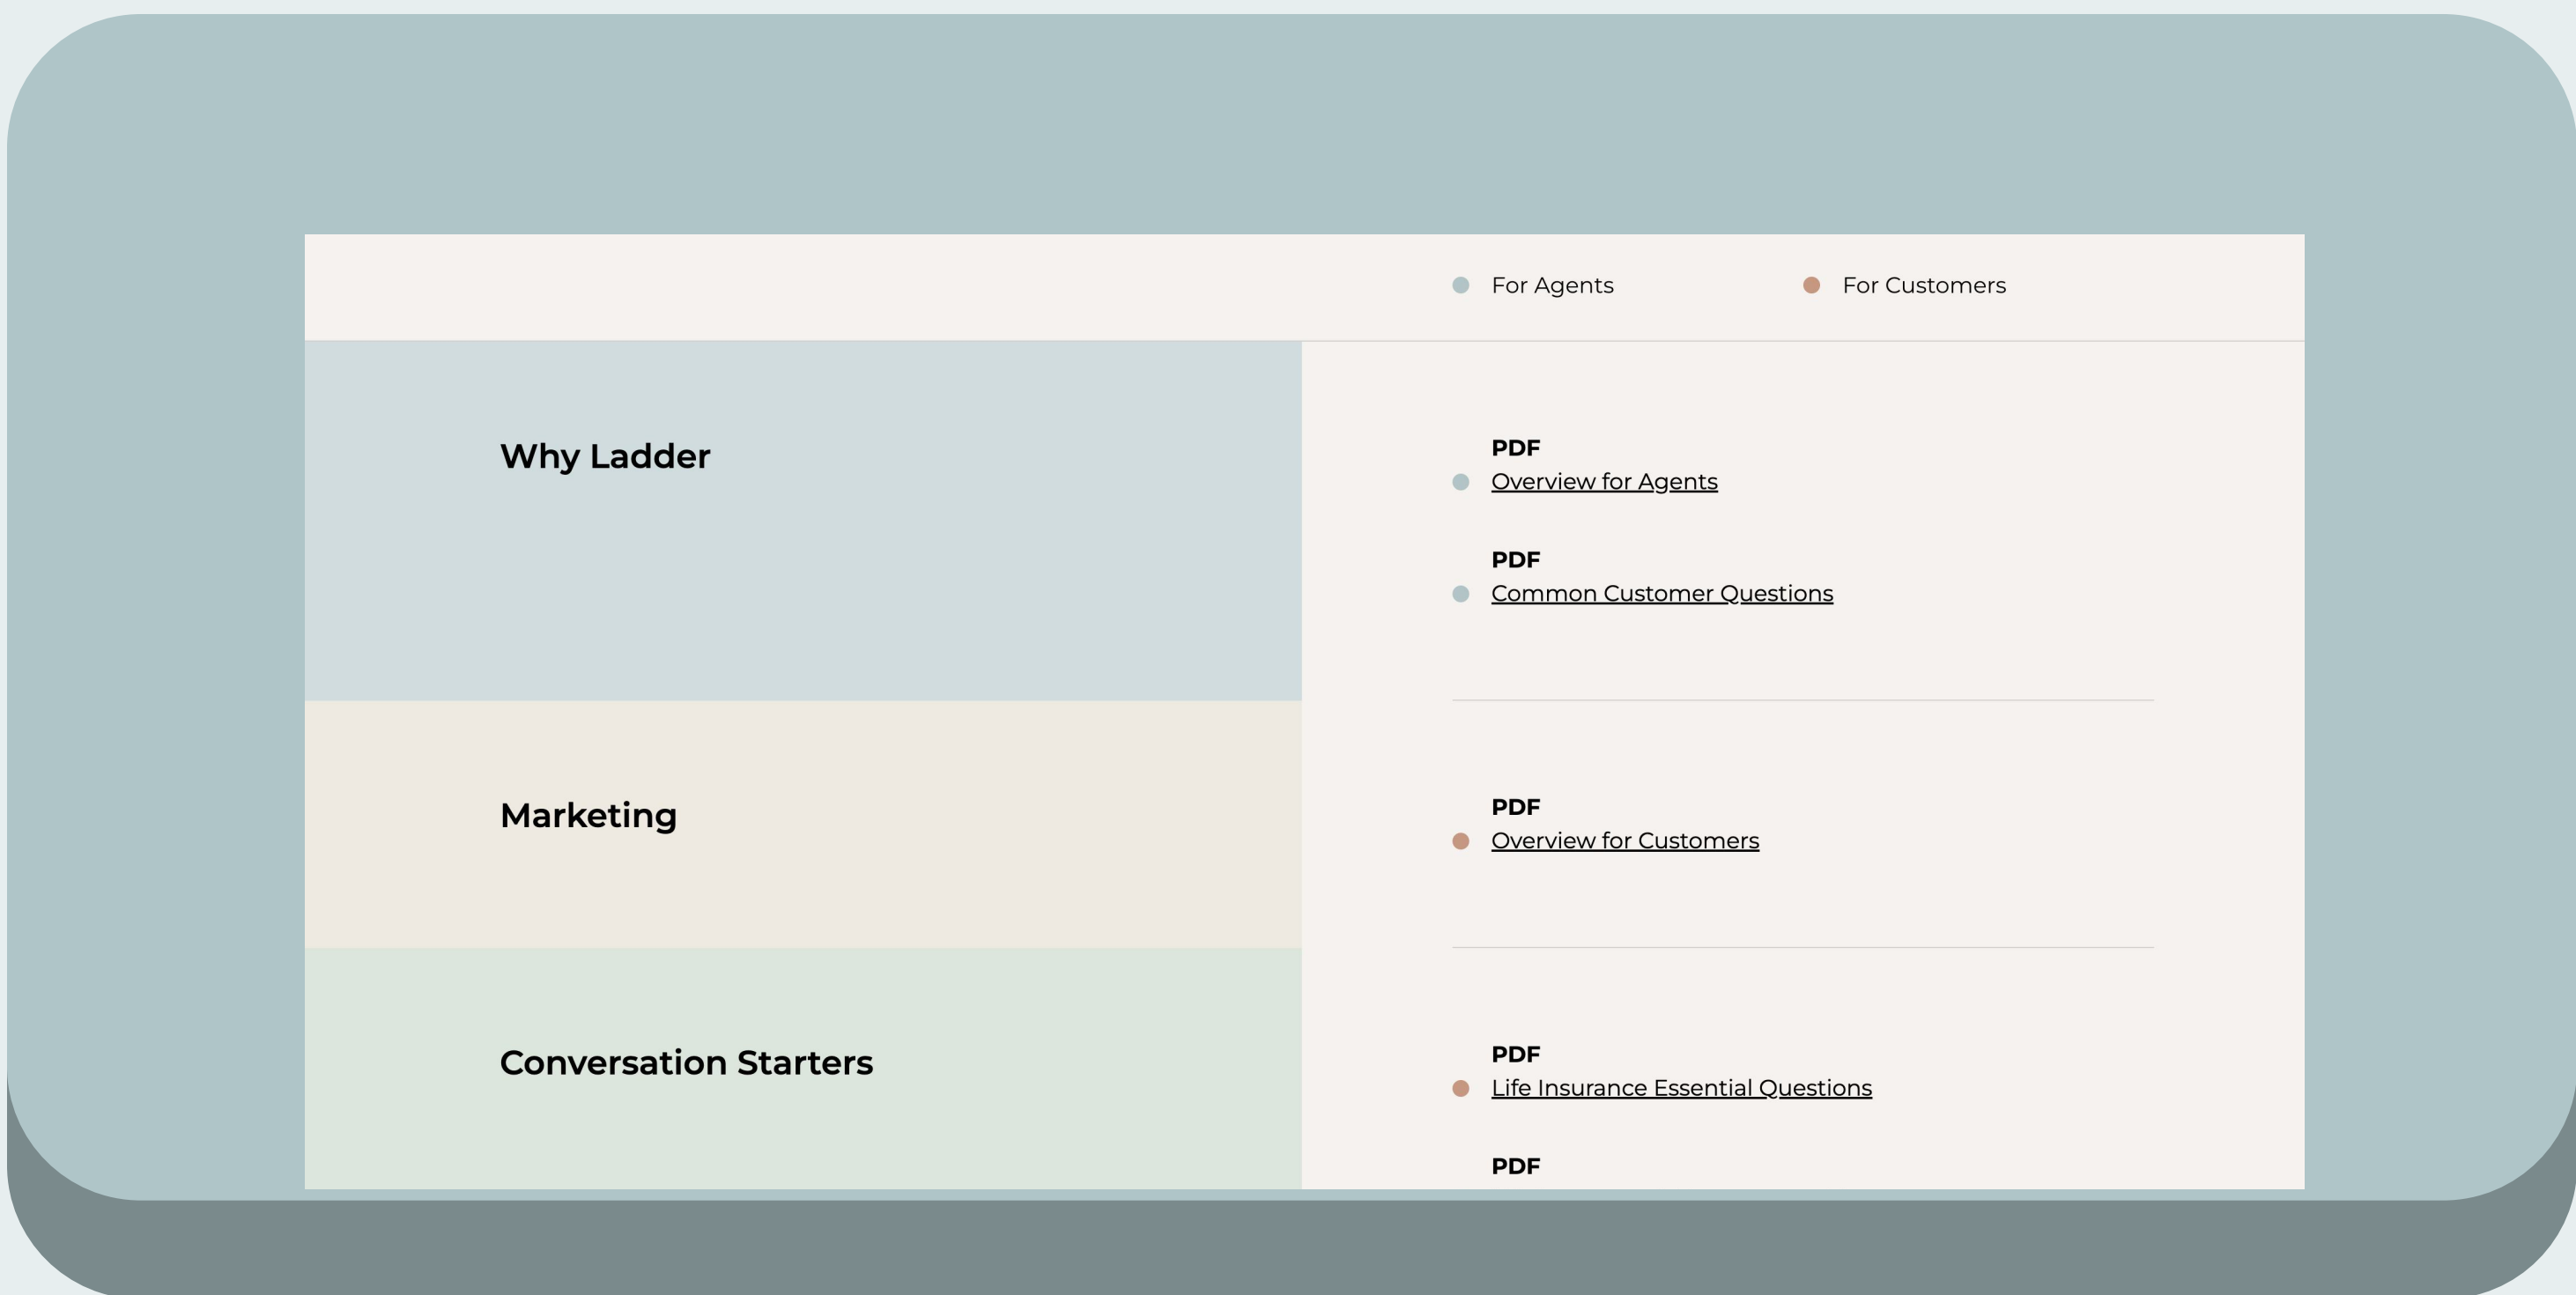 For Agents
For Customers
Why Ladder
PDF
Overview for Agents
PDF
Common Customer Questions
Marketing
PDF
Overview for Customers
Conversation Starters
PDF
Life Insurance Essential Questions
PDF